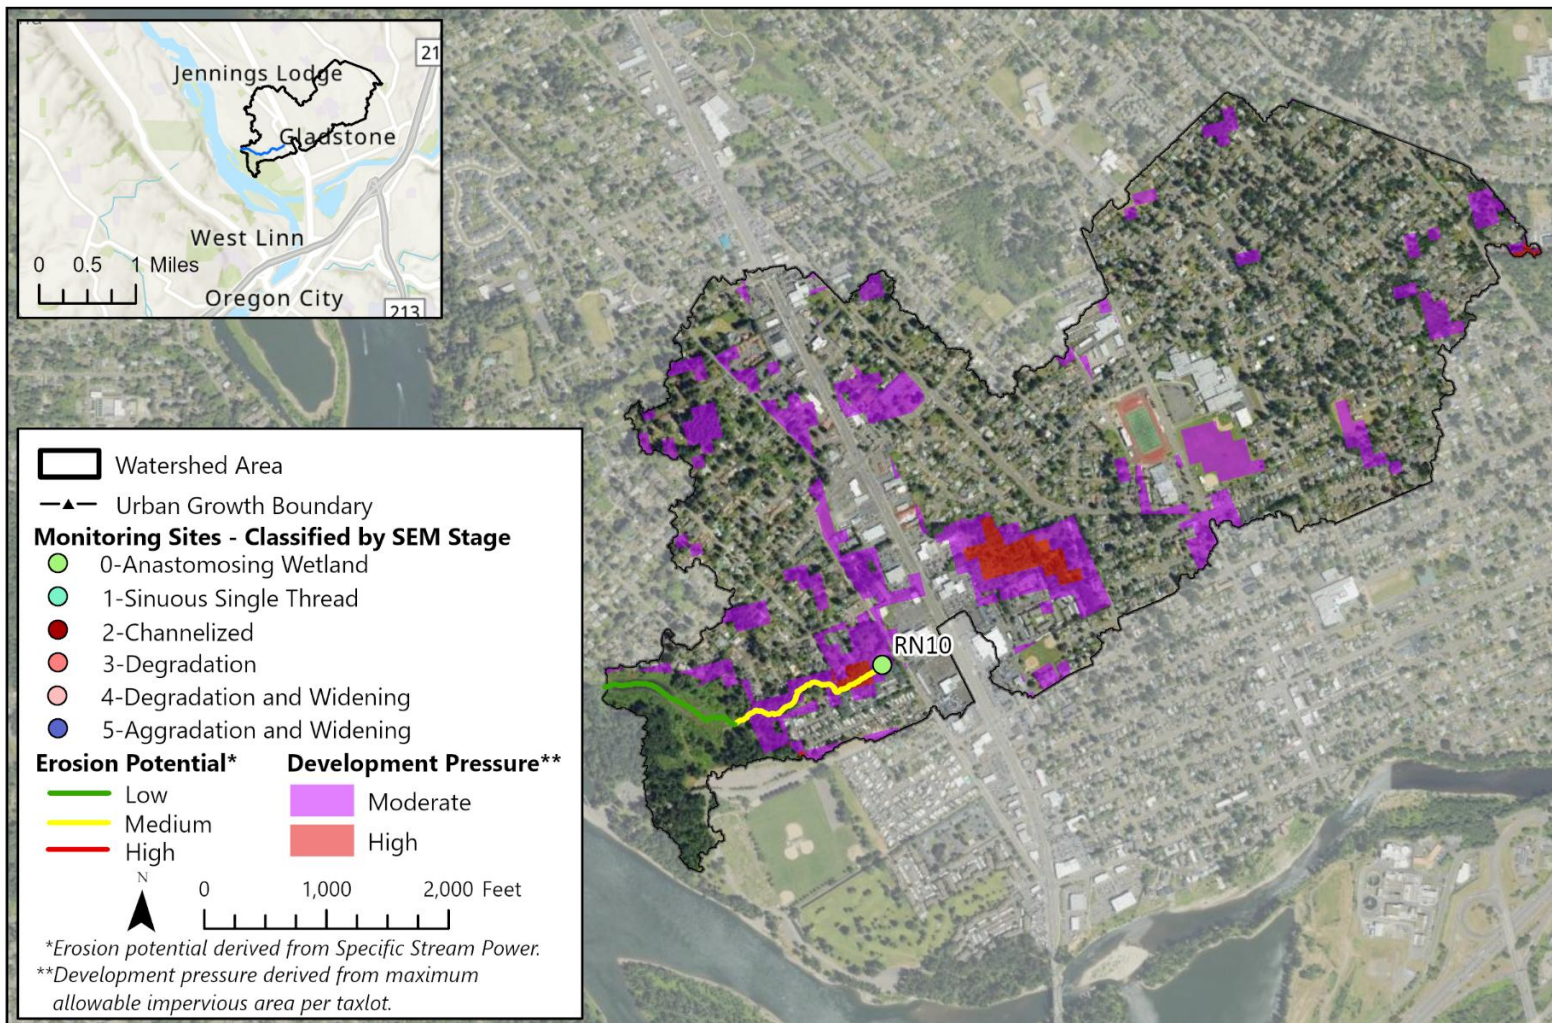 Jennings Lodge
21
Gladstone
West Linn
0 0.5 1 Miles
Oregon City
213
Watershed Area
Urban Growth Boundary
Monitoring Sites - Classified by SEM Stage
0-Anastomosing Wetland
1-Sinuous Single Thread
2-Channelized
3-Degradation
4-Degradation and Widening
5-Aggradation and Widening
Erosion Potential* Development Pressure**
Low
Moderate
Medium
High
High
N
0 1,000 2,000 Feet
*Erosion potential derived from Specific Stream Power.
**Development pressure derived from maximum
allowable impervious area per taxlot.
RN10